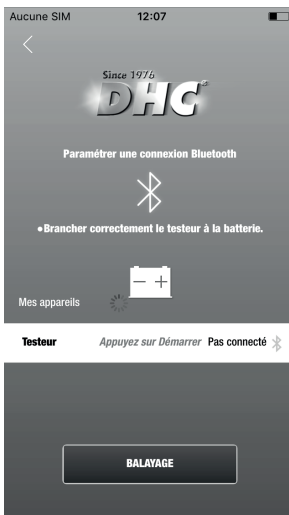 Aucune SIM 12:07
Since 1976
DHC®
Paramétrer une connexion Bluetooth
•Brancher correctement le testeur à la batterie.
Mes appareils
Testeur Appuyez sur Démarrer Pas connecté
BALAYAGE